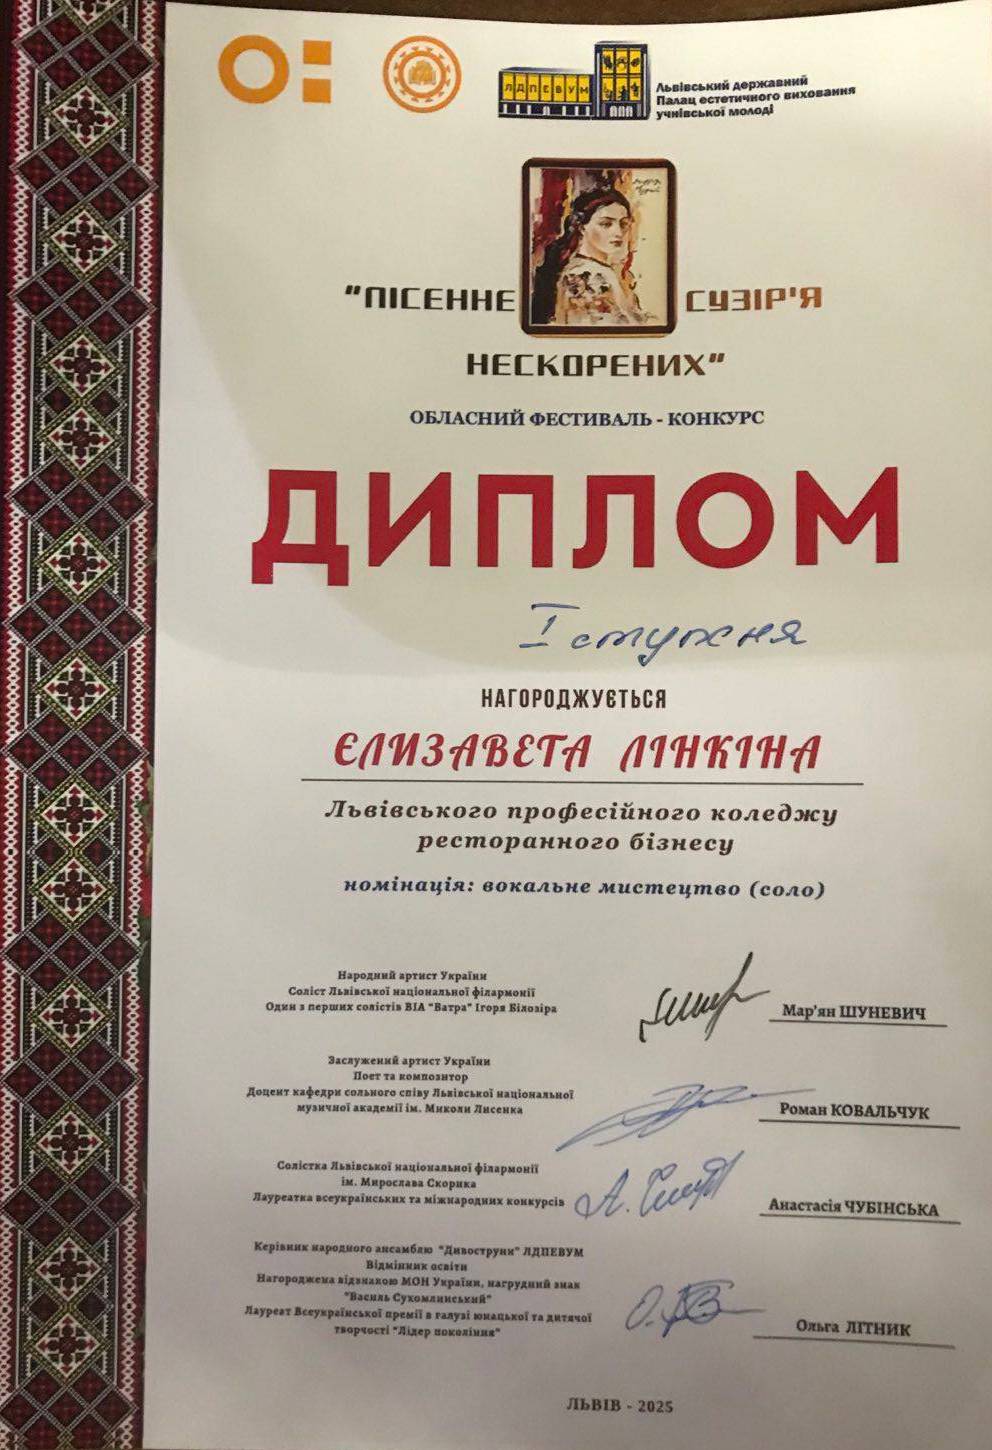 ЛДПЕВУМ
Львівський державний
Палац естетичного виховання
учнівської молоді
"ПІСЕННЕ СУЗІР'Я
НЕСКОРЕНИХ"
ОБЛАСНИЙ ФЕСТИВАЛЬ - КОНКУРС
ДИПЛОМ
І ступеня
НАГОРОДЖУЄТЬСЯ
ЄЛИЗАВЕТА ЛІНКІНА
Львівського професійного коледжу
ресторанного бізнесу
номінація: вокальне мистецтво (соло)
Народний артист України
Соліст Львівської національної філармонії
Один з перших солістів ВІА "Ватра" Ігоря Білозіра
Мар'ян ШУНЕВИЧ
Заслужений артист України
Поет та композитор
Доцент кафедри сольного співу Львівської національної
музичної академії ім. Миколи Лисенка
Роман КОВАЛЬЧУК
Солістка Львівської національної філармонії
ім. Мирослава Скорика
Лауреатка всеукраїнських та міжнародних конкурсів
Анастасія ЧУБІНСЬКА
Керівник народного ансамблю "Дивоструни" ЛДПЕВУМ
Відмінник освіти
Нагороджена відзнакою МОН України, нагрудний знак
"Василь Сухомлинський"
Лауреат Всеукраїнської премії в галузі юнацької та дитячої
творчості "Лідер покоління"
Ольга ЛІТНИК
ЛЬВІВ - 2025